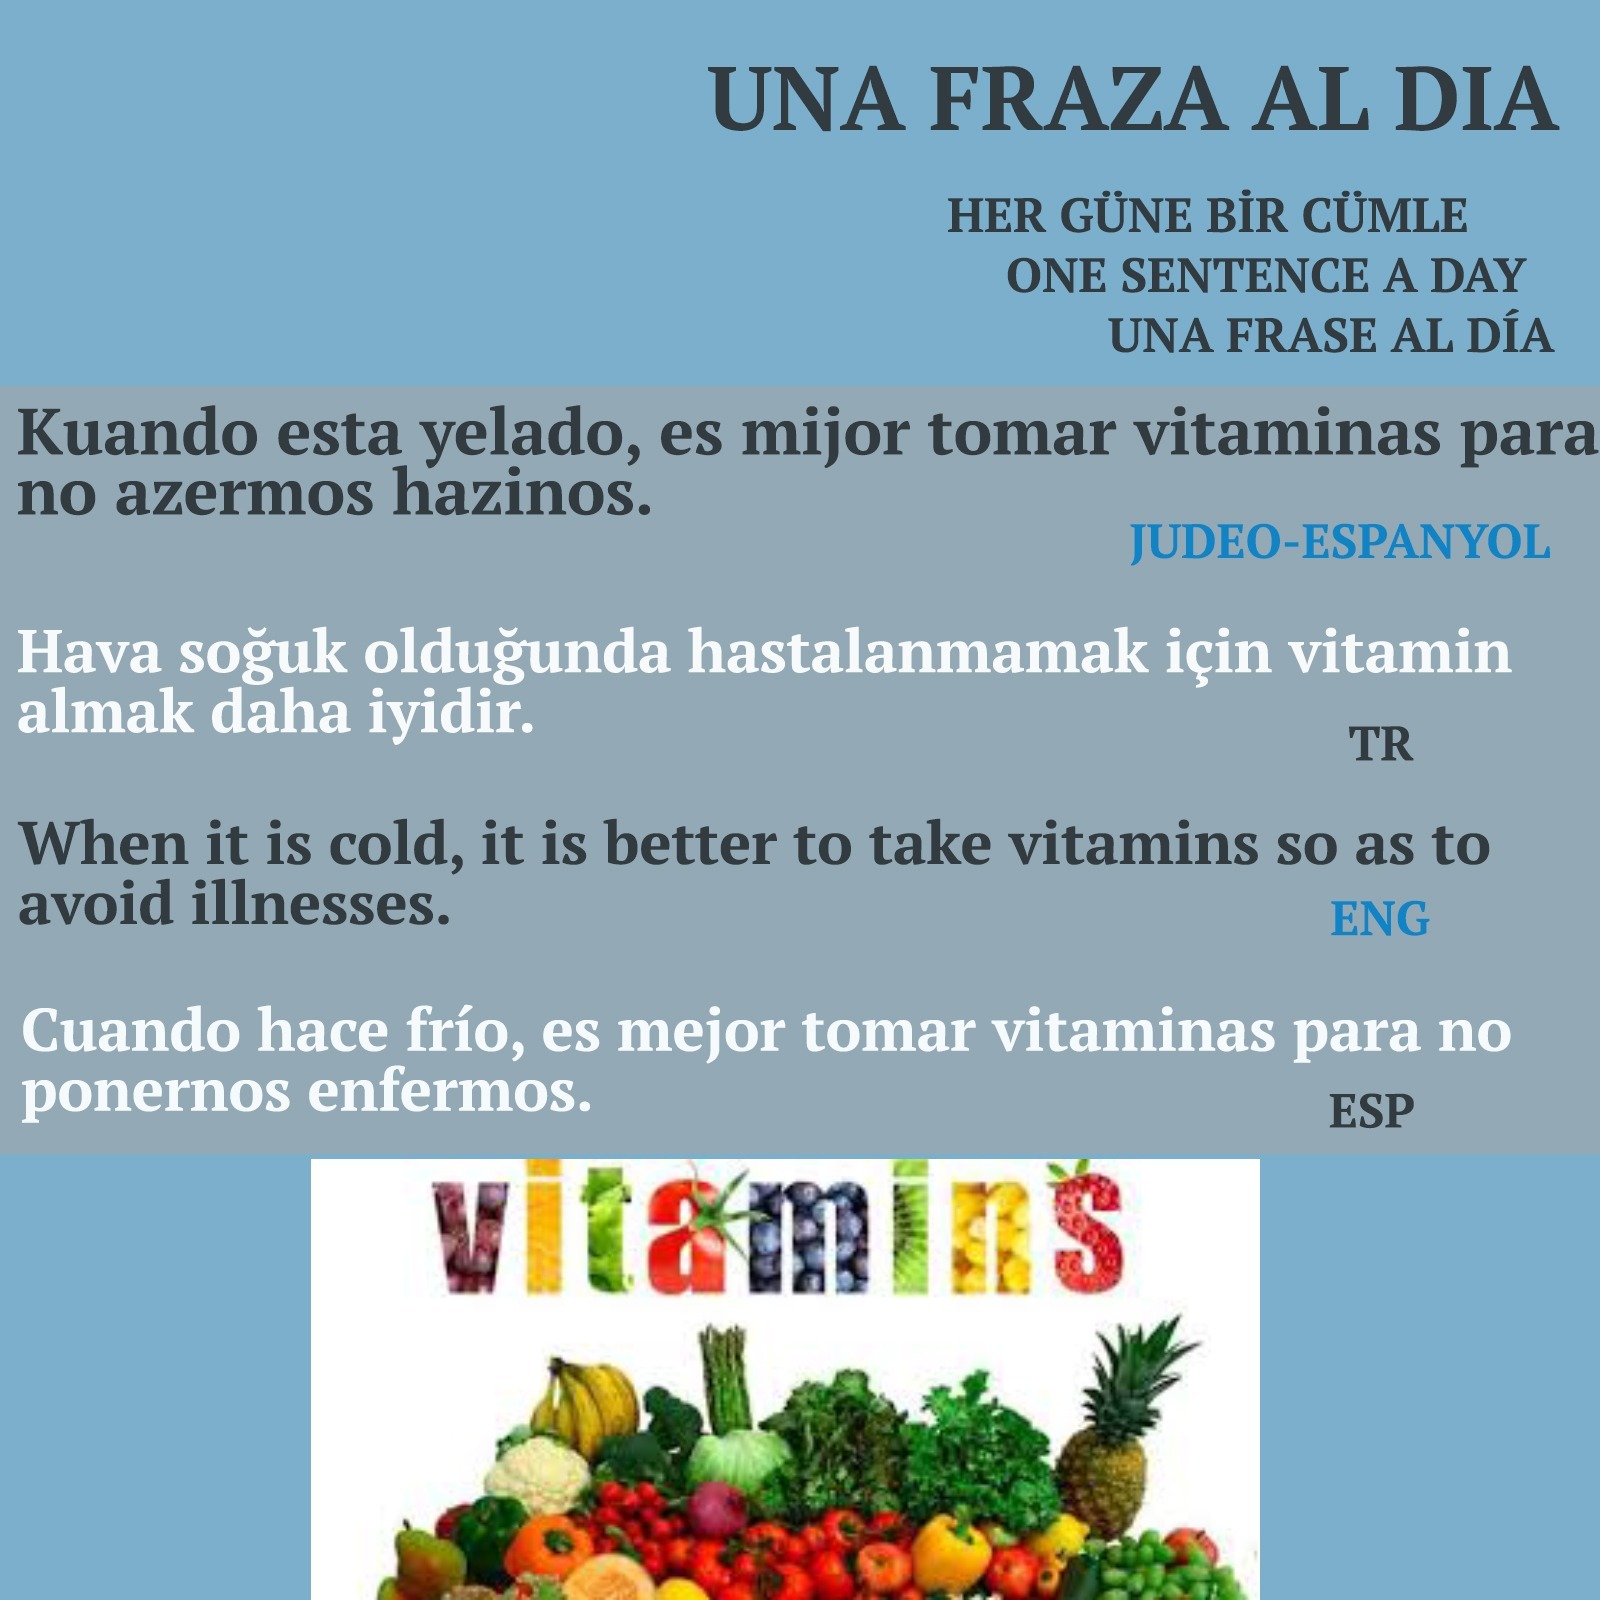 UNA FRAZA AL DIA
HER GÜNE BİR CÜMLE
ONE SENTENCE A DAY
UNA FRASE AL DÍA
Kuando esta yelado, es mijor tomar vitaminas para
no azermos hazinos.
JUDEO-ESPANYOL
Hava soğuk olduğunda hastalanmamak için vitamin
almak daha iyidir.
TR
When it is cold, it is better to take vitamins so as to
avoid illnesses.
ENG
Cuando hace frío, es mejor tomar vitaminas para no
ponernos enfermos.
ESP
vitamins